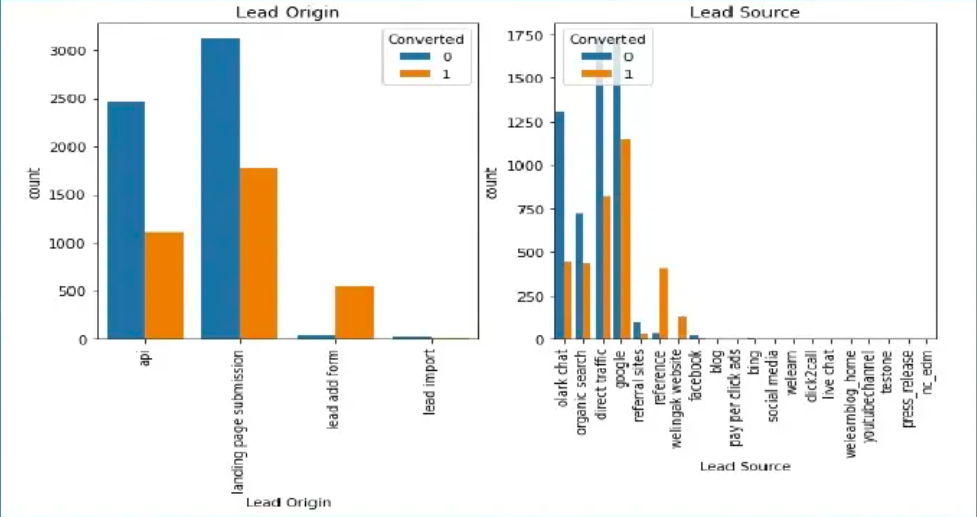 Lead Origin
Converted
0
1
3000
2500
2000
1500
1000
500
0
count
api
landing page submission
lead add form
lead import
Lead Origin
Lead Source
Converted
0
1
1750
1500
1250
1000
750
500
250
0
count
olark chat
organic search
direct traffic
google
referral sites
reference
welingak website
facebook
blog
pay per click ads
bing
social media
welearn
click2call
live chat
welearnblog_home
youtubechannel
testone
press_release
nc_edm
Lead Source